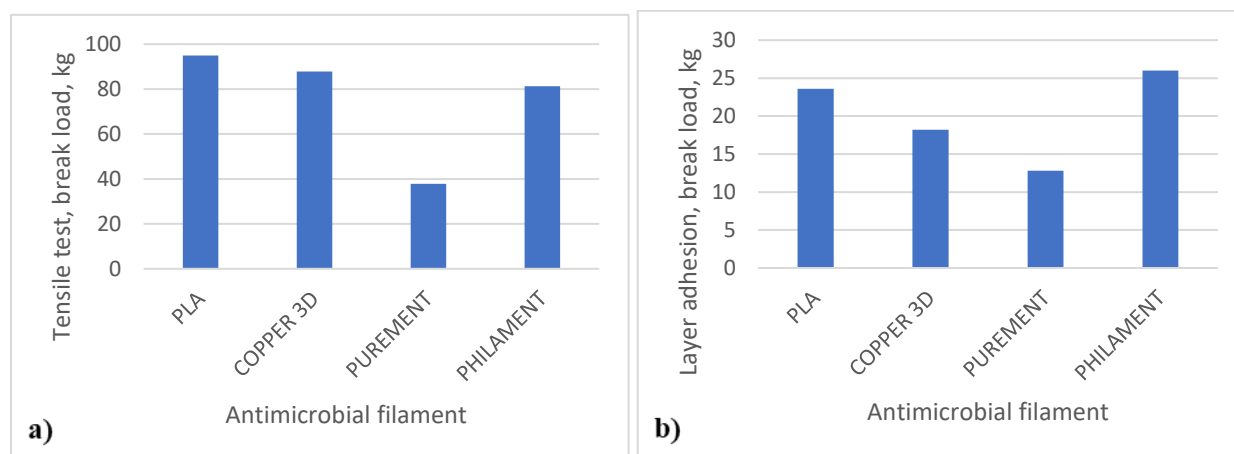 Tensile test, break load, kg
100
80
60
40
20
0
PLA
COPPER 3D
PUREMENT
PHILAMENT
Antimicrobial filament
a)
Layer adhesion, break load, kg
30
25
20
15
10
5
0
PLA
COPPER 3D
PUREMENT
PHILAMENT
Antimicrobial filament
b)